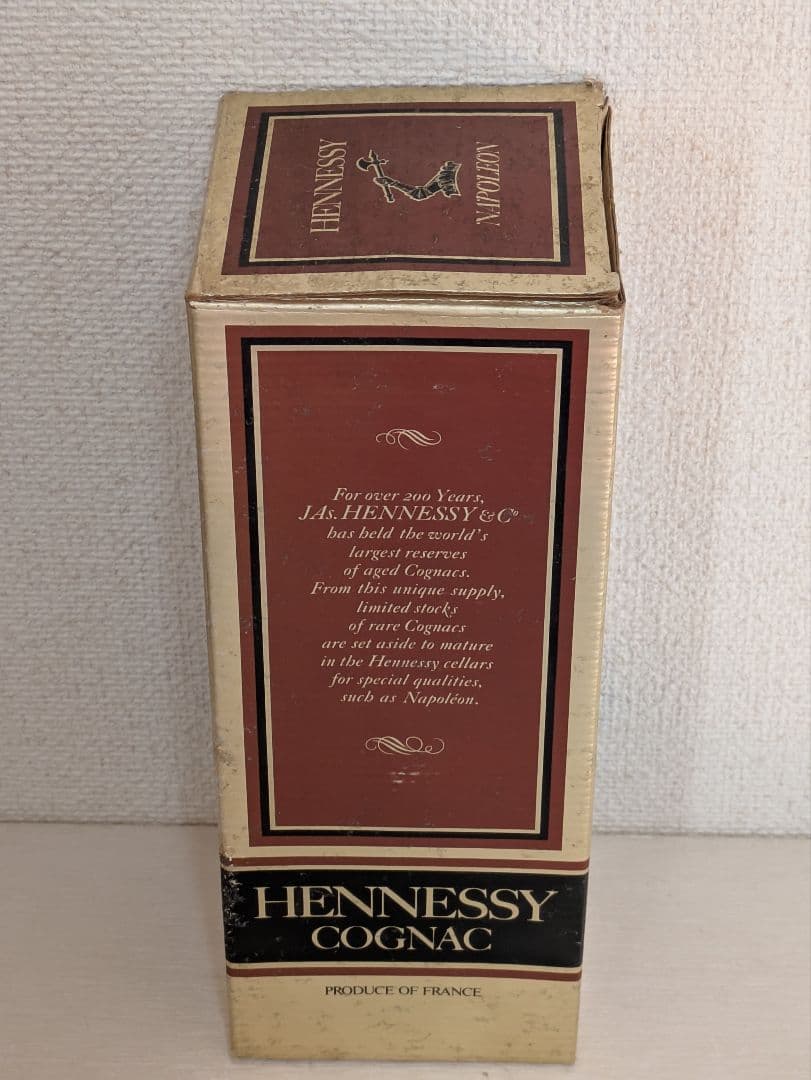 HENNESSY
NAPOLEON
For over 200 Years,
JAs. HENNESSY & Cº
has held the world's
largest reserves
of aged Cognacs.
From this unique supply,
limited stocks
of rare Cognacs
are set aside to mature
in the Hennessy cellars
for special qualities,
such as Napoléon.
HENNESSY
COGNAC
PRODUCE OF FRANCE